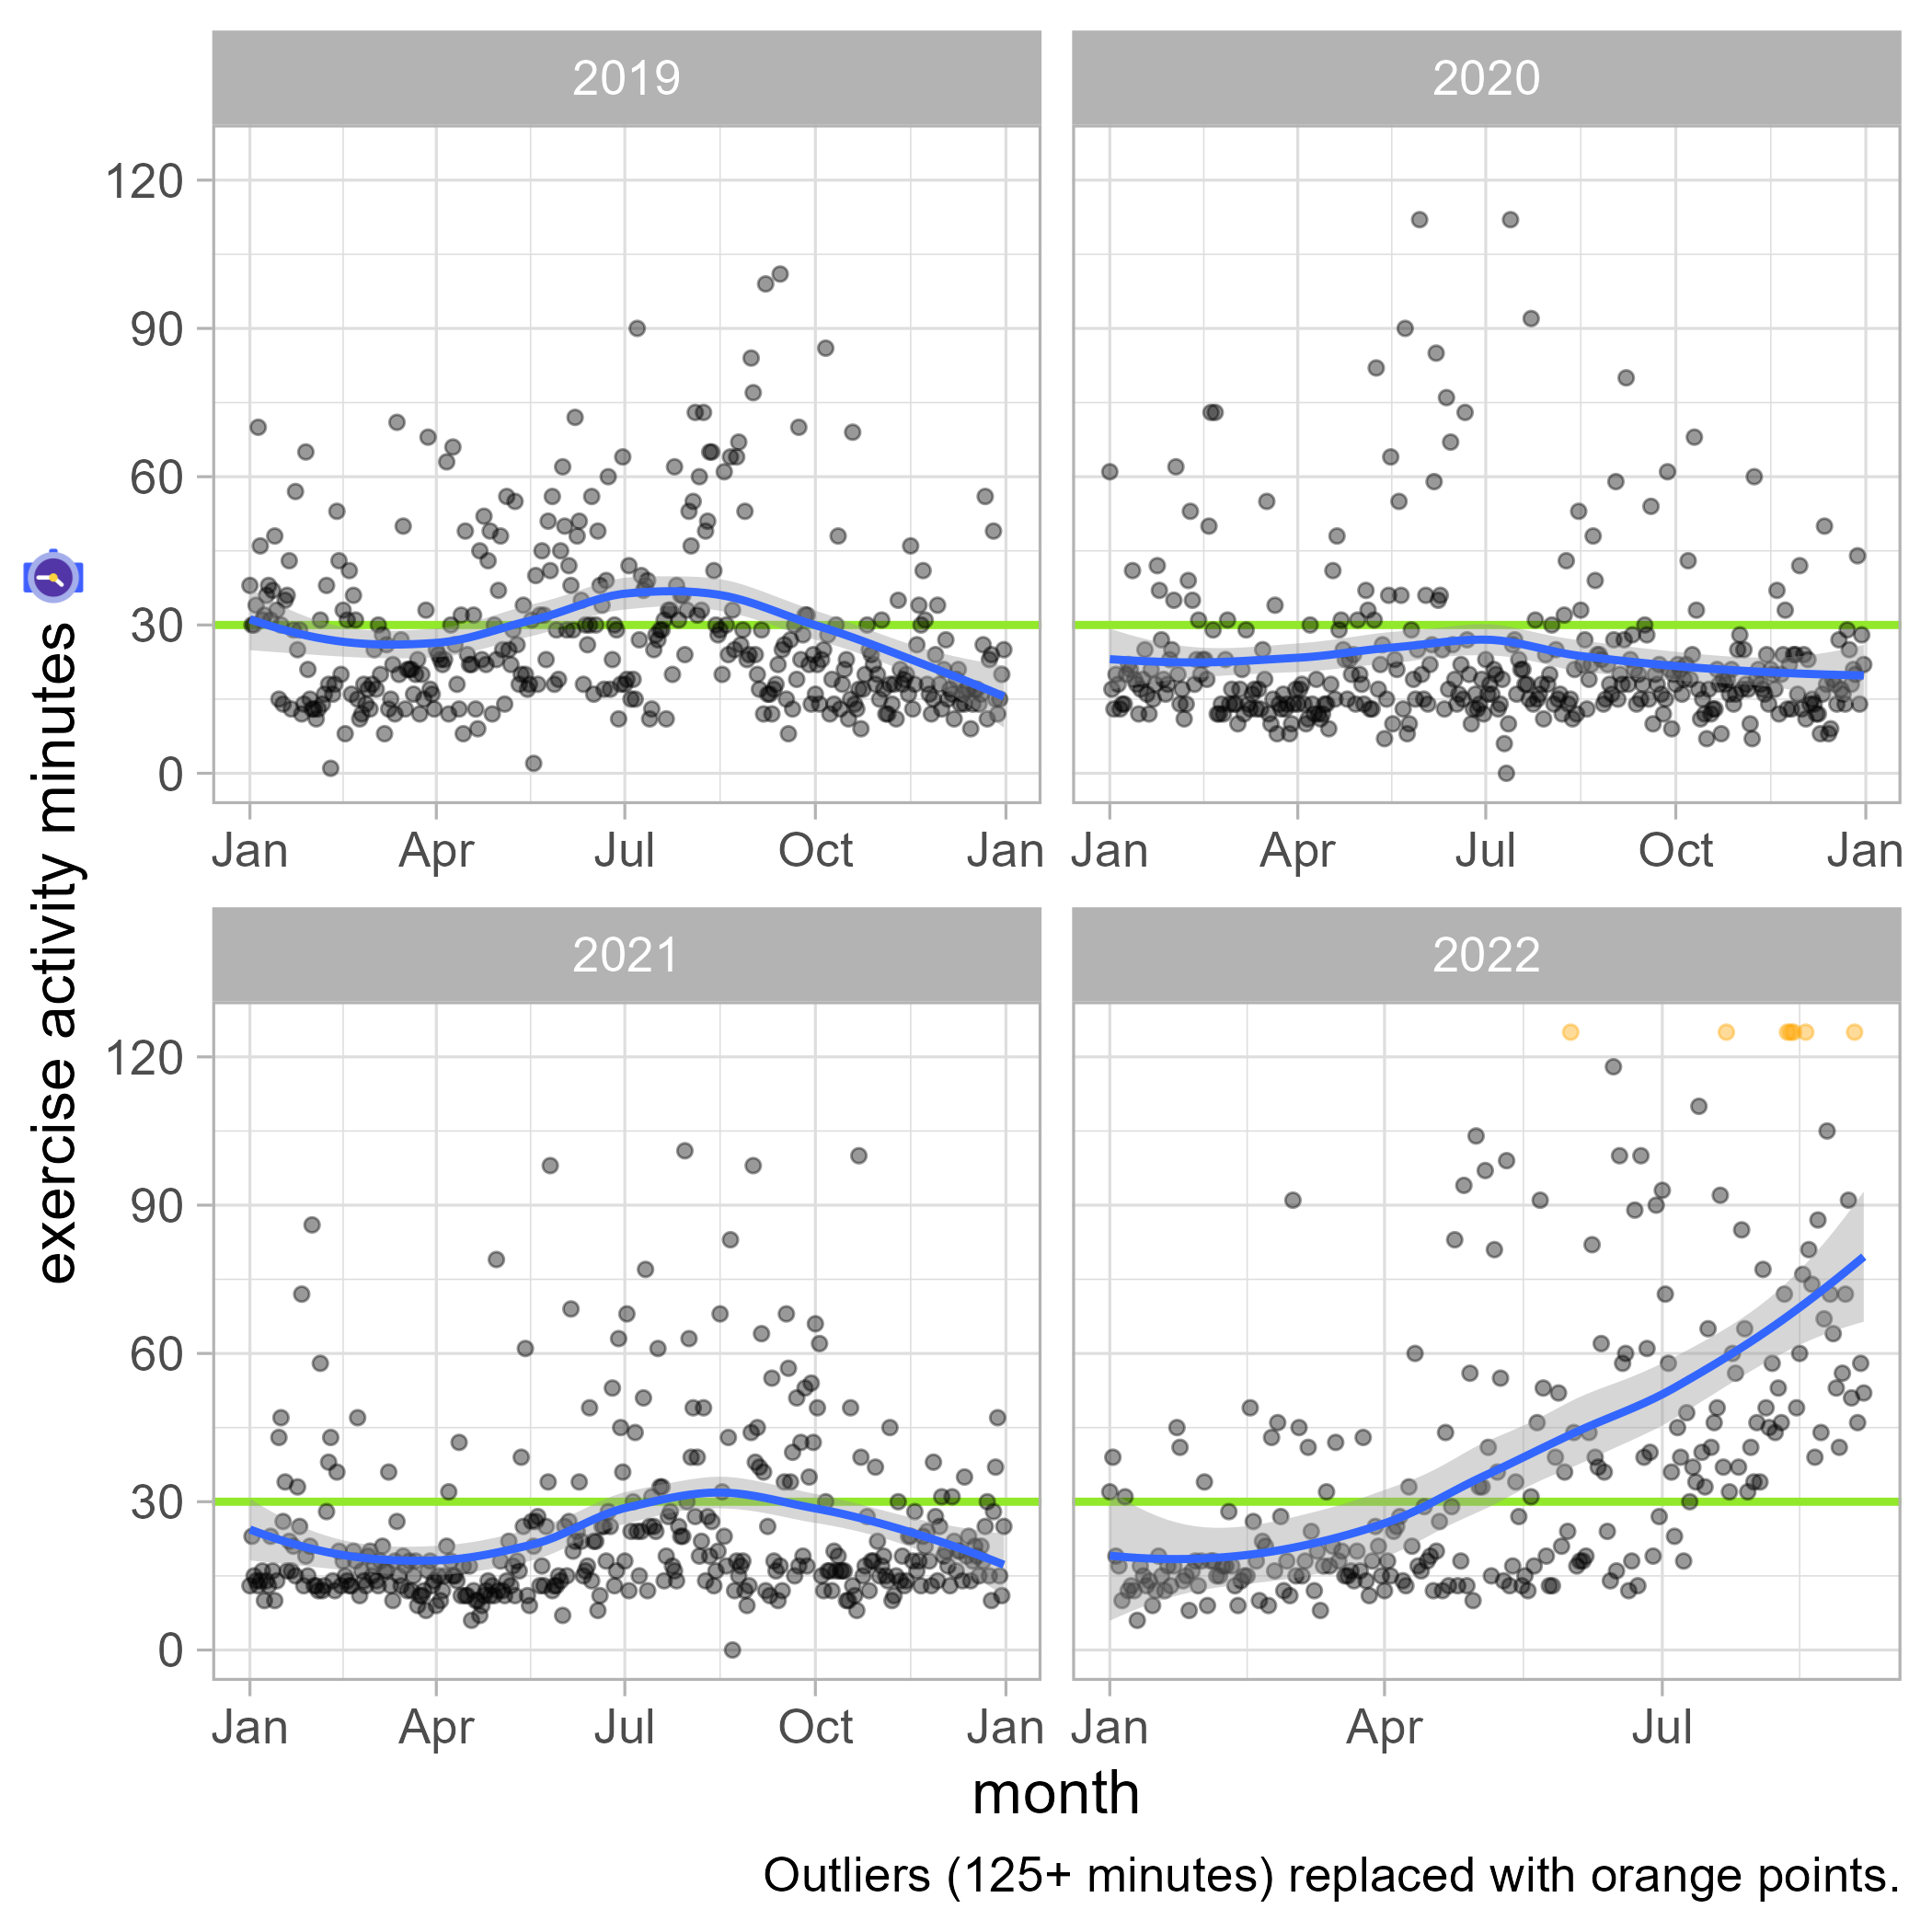 2019
2020
120
90
60
30
0
Jan Apr Jul Oct Jan
Jan Apr Jul Oct Jan
exercise activity minutes
2021
2022
120
90
60
30
0
Jan Apr Jul Oct Jan
Jan Apr Jul
month
Outliers (125+ minutes) replaced with orange points.